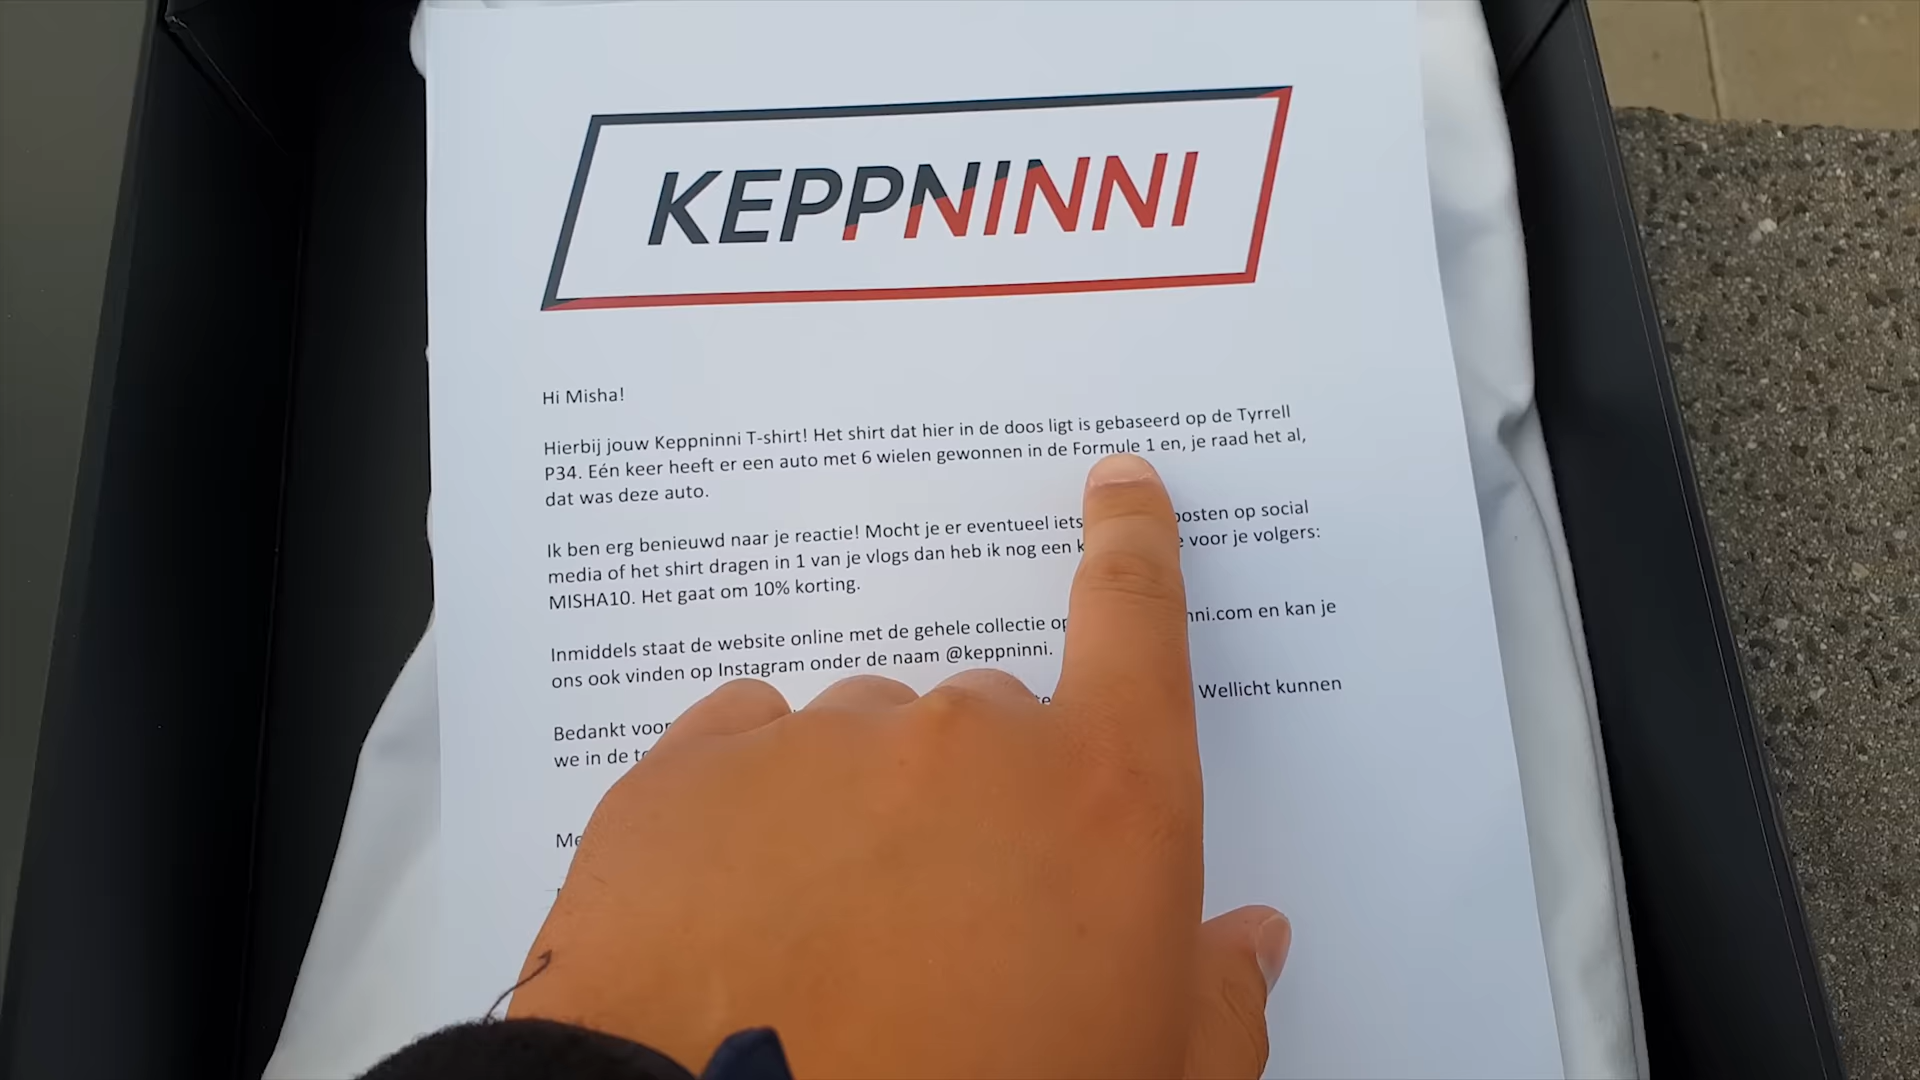 KEPPNINNI
Hi Misha!
Hierbij jouw Keppninni T-shirt! Het shirt dat hier in de doos ligt is gebaseerd op de Tyrrell
P34. Eén keer heeft er een auto met 6 wielen gewonnen in de Formule 1 en, je raad het al,
dat was deze auto.
Ik ben erg benieuwd naar je reactie! Mocht je er eventueel iets posten op social
media of het shirt dragen in 1 van je vlogs dan heb ik nog een voor je volgers:
MISHA10. Het gaat om 10% korting.
Inmiddels staat de website online met de gehele collectie op nni.com en kan je
ons ook vinden op Instagram onder de naam @keppninni.
Bedankt voor Wellicht kunnen
we in de